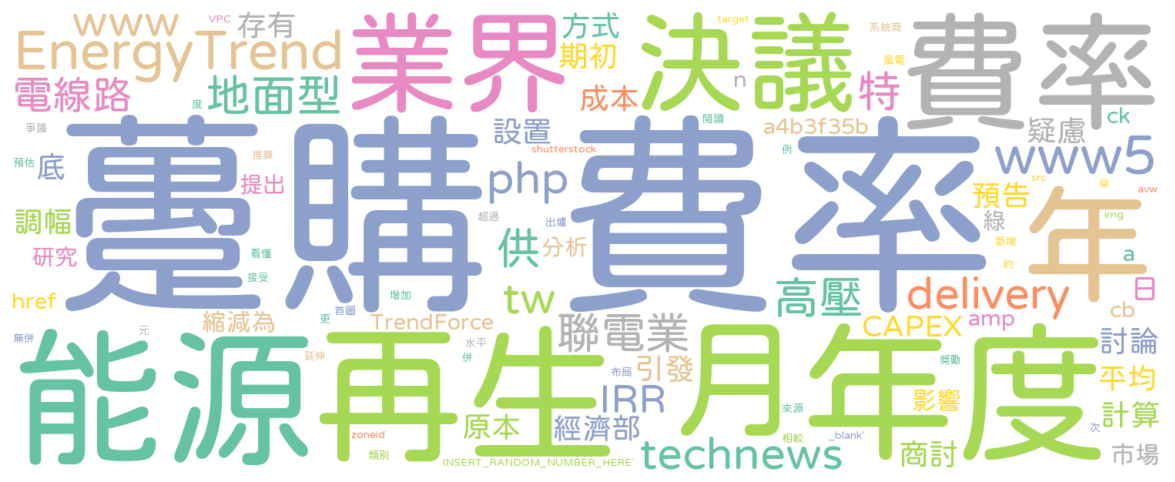 www
VPC
存有
業界
方式
target
系統商
EnergyTrend
期初
決議
n
費率
風電
電線路
度
地面型
成本
特
閱讀
ck
爭議
設置
a4b3f35b
疑慮
shutterstock
例
www5
預估
底
推算
躉購費率
提出
php
預告
src
早
avw
調幅
超過
出爐
綠
img
年
研究
看懂
供
分析
新增
a
接受
約
href
增加
首圖
tw
高壓
delivery
日
縮減為
更
TrendForce
CAPEX
amp
cb
無併
元
水平
聯電業
討論
能源
再生
月
年度
延伸
併
布局
引發
獎勵
平均
IRR
影響
zoneid
原本
經濟部
來源
計算
次
類別
INSERT_RANDOM_NUMBER_HERE'
technews
相較
_blank'
商討
市場